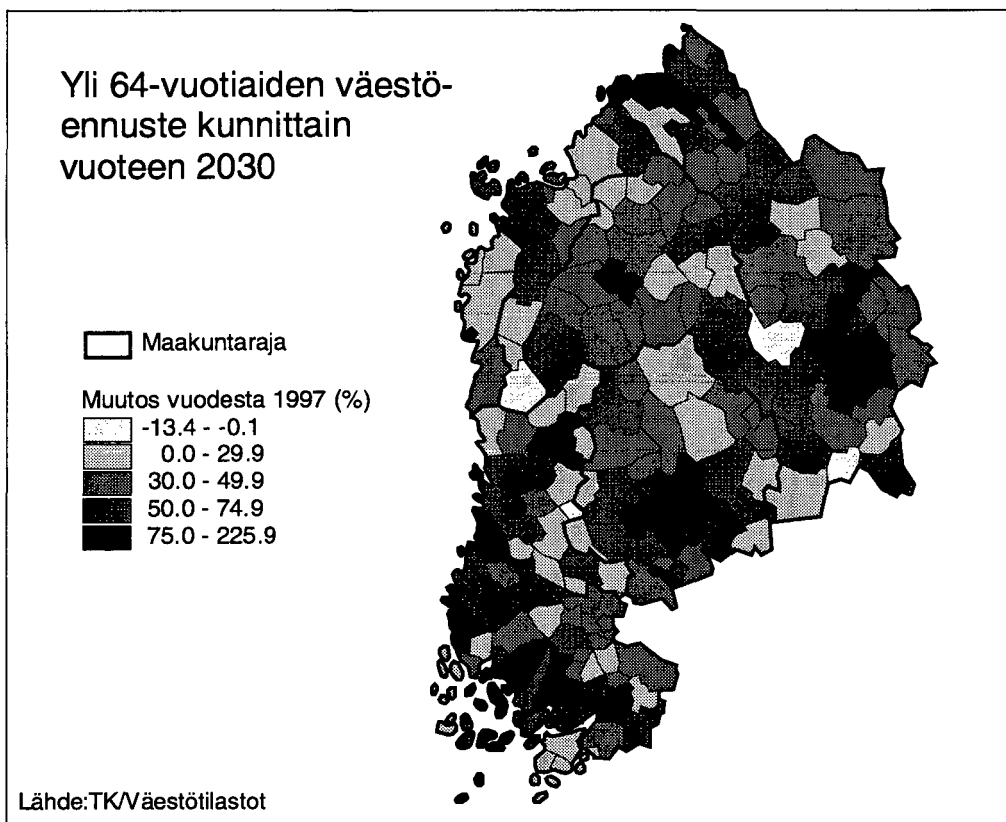 Yli 64-vuotiaiden väestö-
ennuste kunnittain
vuoteen 2030
Maakuntaraja
Muutos vuodesta 1997 (%)
-13.4 - -0.1
0.0 - 29.9
30.0 - 49.9
50.0 - 74.9
75.0 - 225.9
Lähde:TK/Väestötilastot